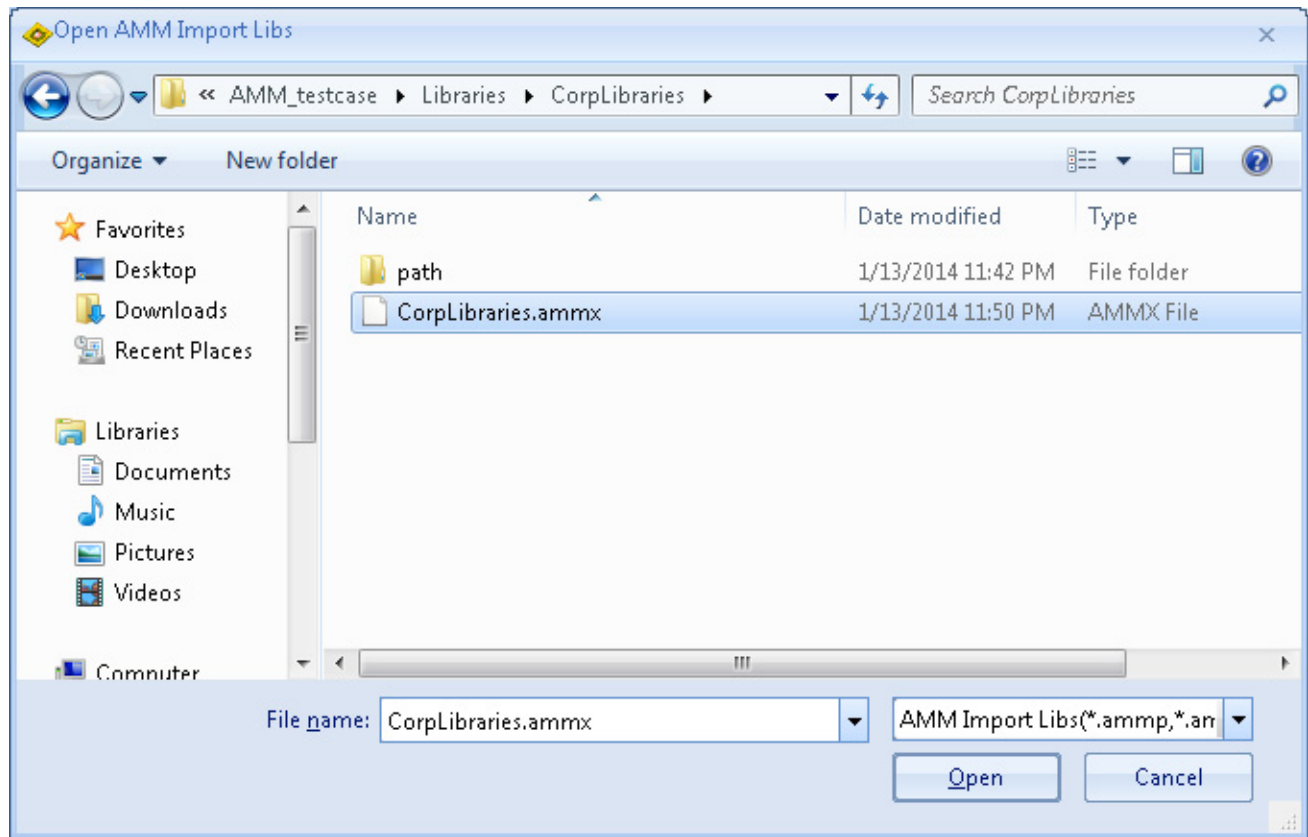 Open AMM Import Libs
« AMM_testcase ▸ Libraries ▸ CorpLibraries ▸ Search CorpLibraries
Organize New folder
Name Date modified Type
path 1/13/2014 11:42 PM File folder
CorpLibraries.ammx 1/13/2014 11:50 PM AMMX File
Favorites
Desktop
Downloads
Recent Places
Libraries
Documents
Music
Pictures
Videos
Computer
File name: CorpLibraries.ammx AMM Import Libs(*.ammp,*.am
Open Cancel